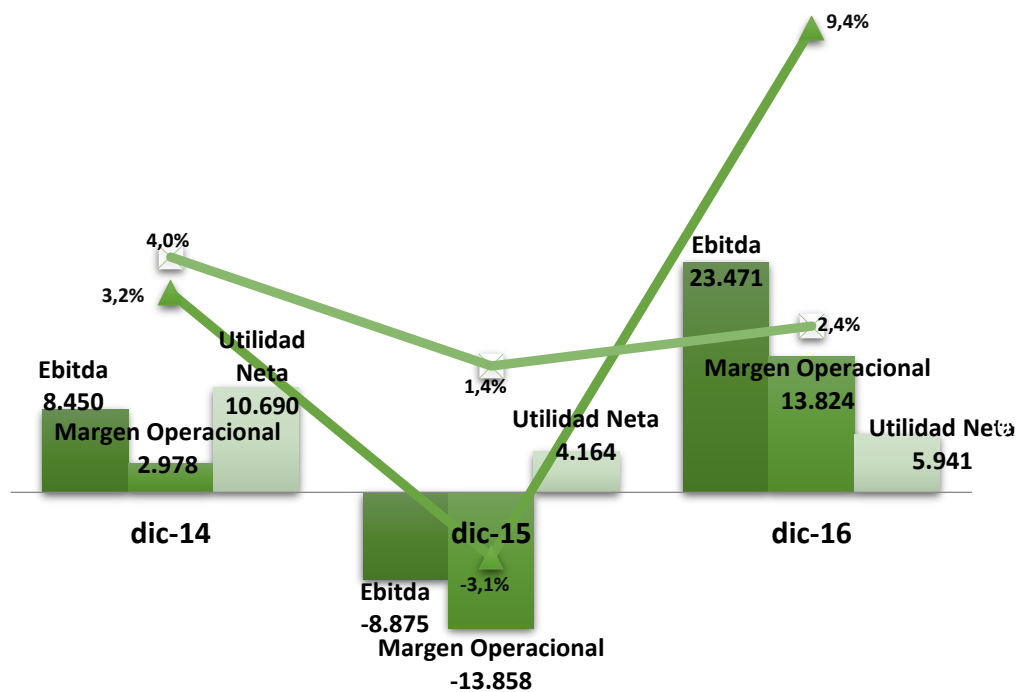 9,4%
4,0%
3,2%
Ebitda
23.471
2,4%
1,4%
Utilidad
Neta
10.690
Ebitda
8.450
Margen Operacional
2.978
Margen Operacional
13.824
Utilidad Neta
4.164
Utilidad Neta
5.941
dic-14
dic-15
dic-16
-3,1%
Ebitda
-8.875
Margen Operacional
-13.858